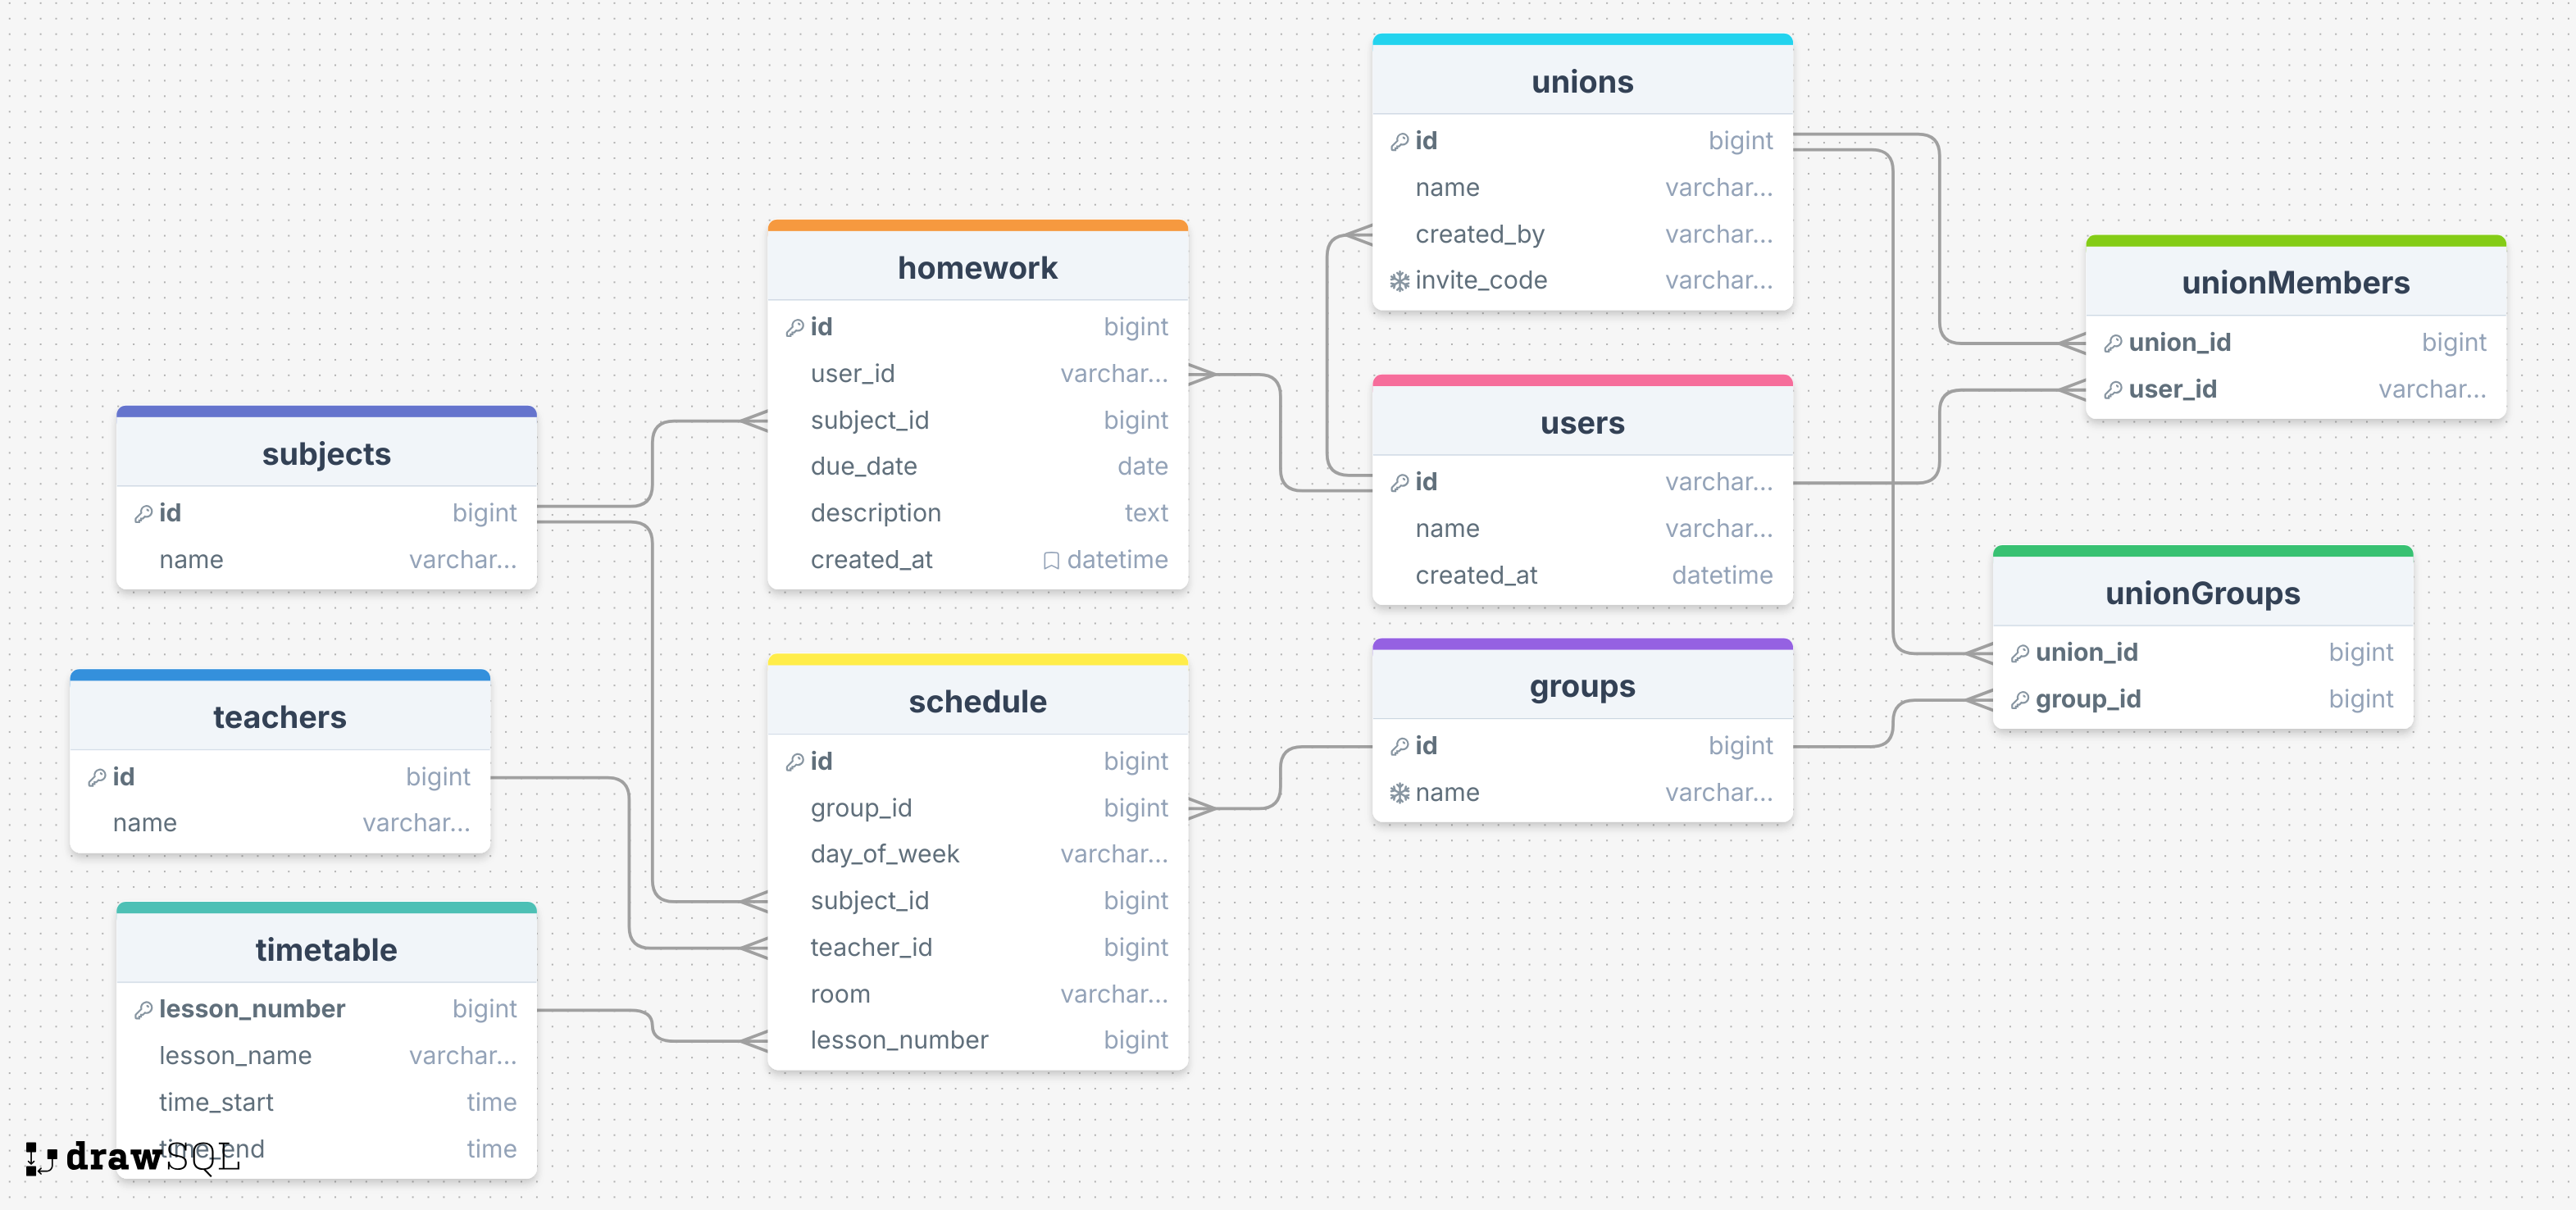 unions
id bigint
name varchar...
created_by varchar...
invite_code varchar...
homework
id bigint
user_id varchar...
subject_id bigint
due_date date
description text
created_at datetime
unionMembers
union_id bigint
user_id varchar...
users
id varchar...
name varchar...
created_at datetime
subjects
id bigint
name varchar...
unionGroups
union_id bigint
group_id bigint
groups
id bigint
name varchar...
schedule
id bigint
group_id bigint
day_of_week varchar...
subject_id bigint
teacher_id bigint
room varchar...
lesson_number bigint
teachers
id bigint
name varchar...
timetable
lesson_number bigint
lesson_name varchar...
time_start time
time_end time
drawSQL